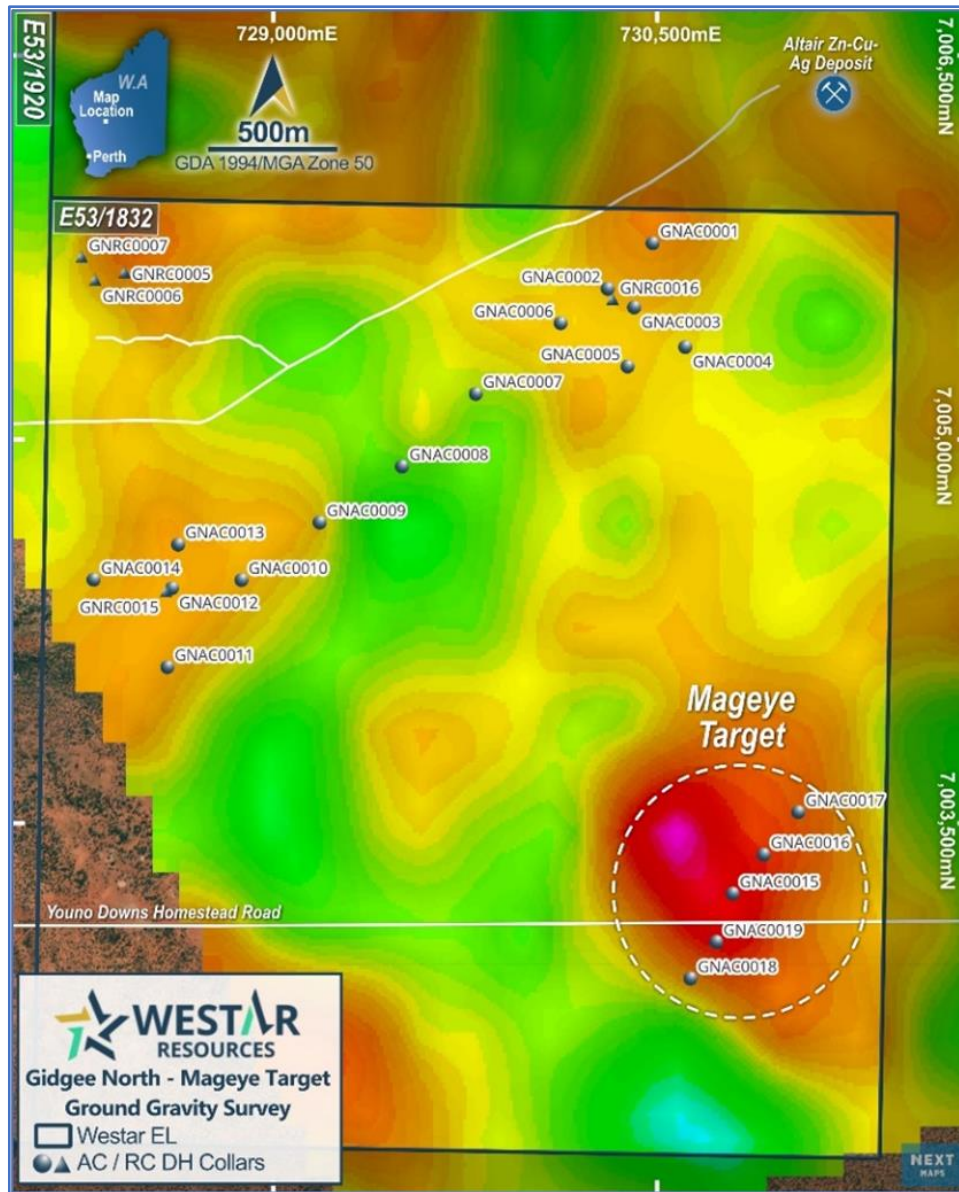 E53/1920
729,000mE
730,500mE
7,006,500mN
Altair Zn-Cu-
Ag Deposit
W.A
Map
Location
Perth
500m
GDA 1994/MGA Zone 50
E53/1832
GNRC0007
GNRC0005
GNRC0006
GNAC0001
GNAC0002
GNRC0016
GNAC0006
GNAC0003
GNAC0005
GNAC0004
GNAC0007
7,005,000mN
GNAC0008
GNAC0009
GNAC0013
GNAC0014
GNAC0010
GNRC0015
GNAC0012
GNAC0011
Mageye
Target
7,003,500mN
GNAC0017
GNAC0016
GNAC0015
Youno Downs Homestead Road
GNAC0019
GNAC0018
WESTAR
RESOURCES
Gidgee North - Mageye Target
Ground Gravity Survey
Westar EL
AC / RC DH Collars
NEXT
MAPS